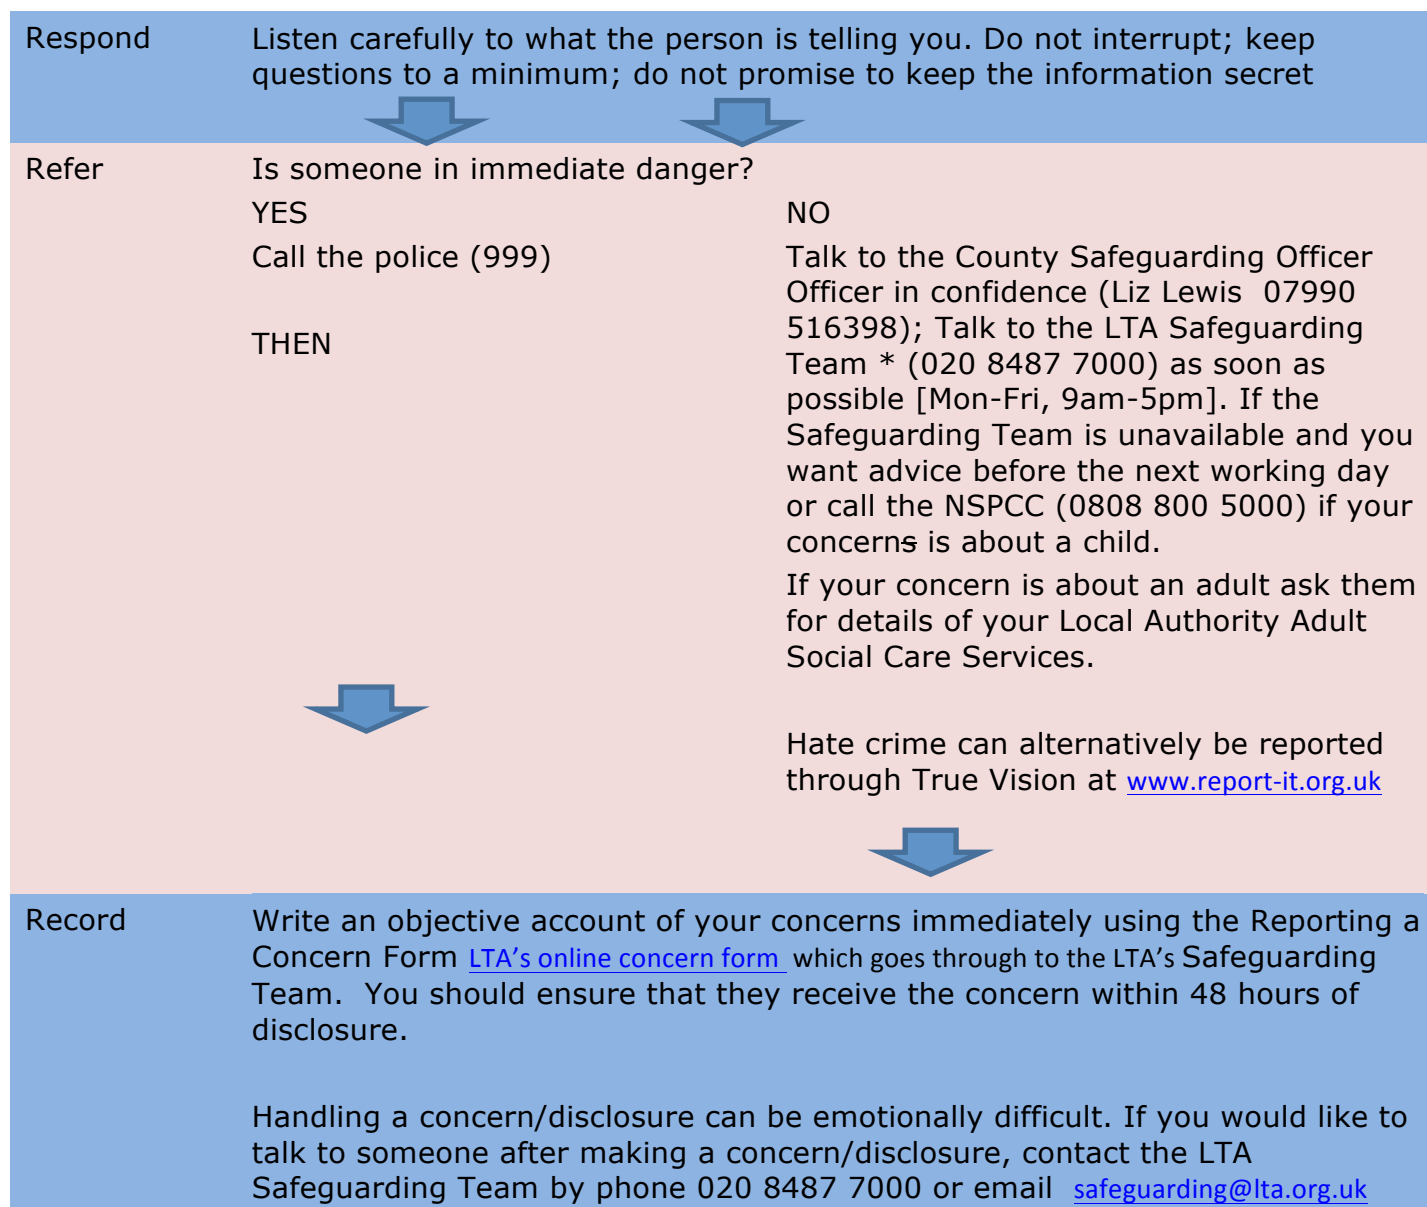 Respond
Listen carefully to what the person is telling you. Do not interrupt; keep
questions to a minimum; do not promise to keep the information secret
Refer
Is someone in immediate danger?
YES
Call the police (999)
THEN
NO
Talk to the County Safeguarding Officer
Officer in confidence (Liz Lewis  07990
516398); Talk to the LTA Safeguarding
Team * (020 8487 7000) as soon as
possible [Mon-Fri, 9am-5pm]. If the
Safeguarding Team is unavailable and you
want advice before the next working day
or call the NSPCC (0808 800 5000) if your
concerns is about a child.
If your concern is about an adult ask them
for details of your Local Authority Adult
Social Care Services.
Hate crime can alternatively be reported
through True Vision at www.report-it.org.uk
Record
Write an objective account of your concerns immediately using the Reporting a
Concern Form LTA’s online concern form which goes through to the LTA’s Safeguarding
Team.  You should ensure that they receive the concern within 48 hours of
disclosure.
Handling a concern/disclosure can be emotionally difficult. If you would like to
talk to someone after making a concern/disclosure, contact the LTA
Safeguarding Team by phone 020 8487 7000 or email  safeguarding@lta.org.uk